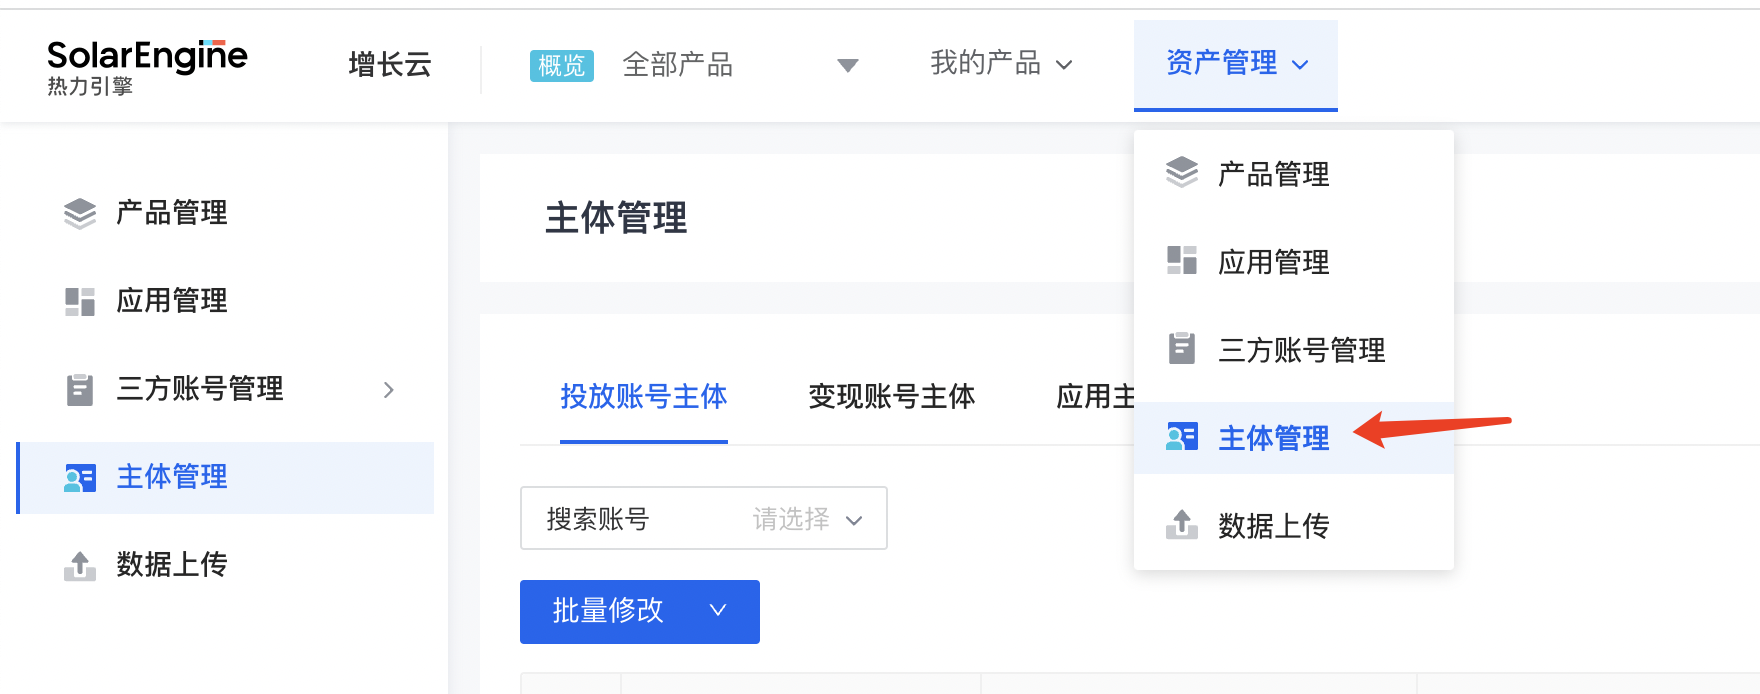 SolarEngine
热力引擎
增长云
概览 全部产品
我的产品
资产管理
产品管理
应用管理
三方账号管理
主体管理
数据上传
主体管理
投放账号主体
变现账号主体
应用主
搜索账号 请选择
批量修改
产品管理
应用管理
三方账号管理
主体管理
数据上传